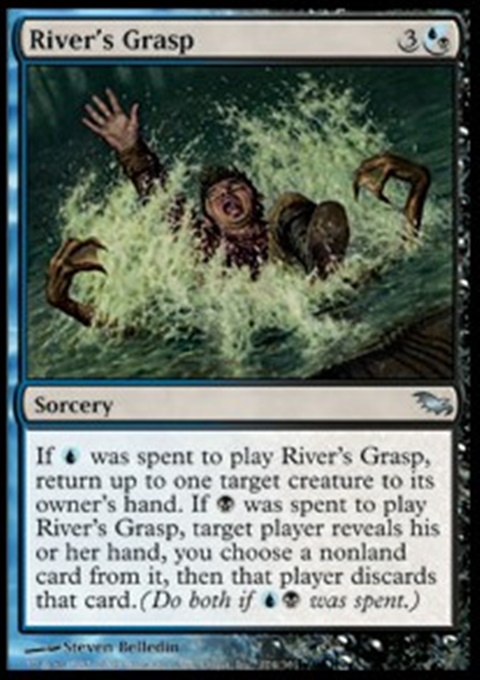 River's Grasp 3
Sorcery
If was spent to play River's Grasp,
return up to one target creature to its
owner's hand. If was spent to play
River's Grasp, target player reveals his
or her hand, you choose a nonland
card from it, then that player discards
that card.(Do both if was spent.)
Steven Belledin